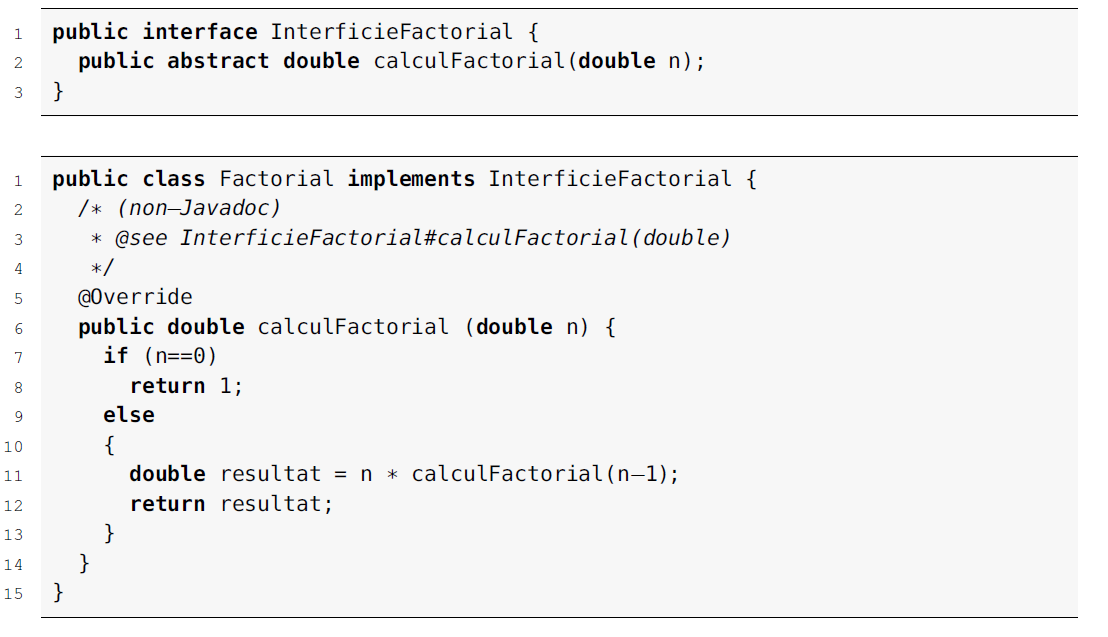 1 public interface InterficieFactorial {
2 public abstract double calculFactorial(double n);
3 }
1 public class Factorial implements InterficieFactorial {
2 /* (non–Javadoc)
3 * @see InterficieFactorial#calculFactorial(double)
4 */
5 @Override
6 public double calculFactorial (double n) {
7 if (n==0)
8 return 1;
9 else
10 {
11 double resultat = n * calculFactorial(n–1);
12 return resultat;
13 }
14 }
15 }